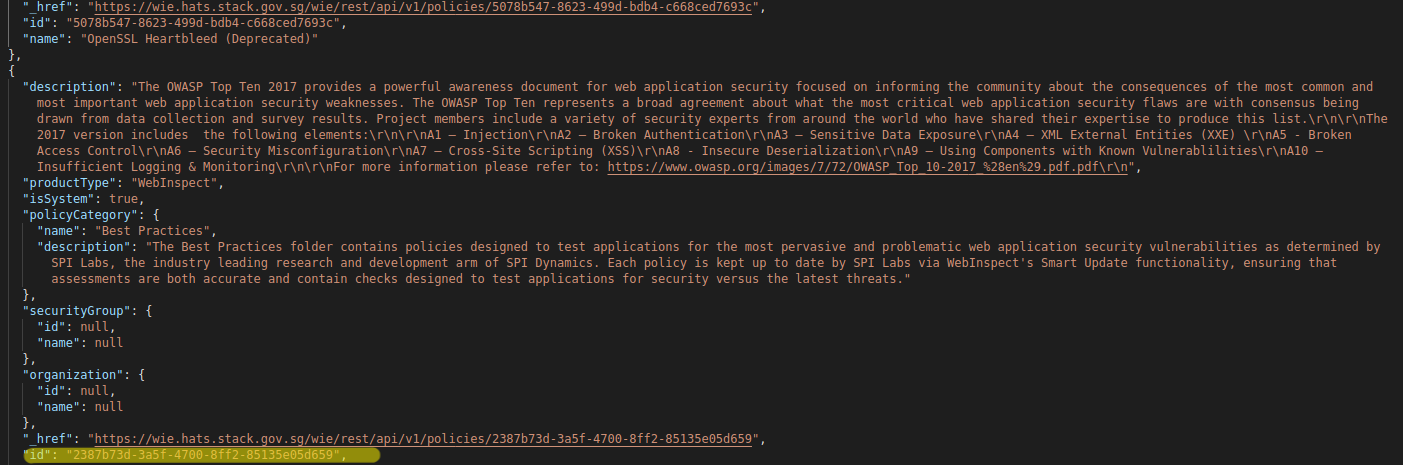 "_href": "https://wie.hats.stack.gov.sg/wie/rest/api/v1/policies/5078b547-8623-499d-bdb4-c668ced7693c",
"id": "5078b547-8623-499d-bdb4-c668ced7693c",
"name": "OpenSSL Heartbleed (Deprecated)"
},
{
"description": "The OWASP Top Ten 2017 provides a powerful awareness document for web application security focused on informing the community about the consequences of the most common and
most important web application security weaknesses. The OWASP Top Ten represents a broad agreement about what the most critical web application security flaws are with consensus being
drawn from data collection and survey results. Project members include a variety of security experts from around the world who have shared their expertise to produce this list.\r\n\r\nThe
2017 version includes  the following elements:\r\n\r\nA1 – Injection\r\nA2 – Broken Authentication\r\nA3 – Sensitive Data Exposure\r\nA4 – XML External Entities (XXE) \r\nA5 - Broken
Access Control\r\nA6 – Security Misconfiguration\r\nA7 – Cross-Site Scripting (XSS)\r\nA8 - Insecure Deserialization\r\nA9 – Using Components with Known Vulnerablilities\r\nA10 –
Insufficient Logging & Monitoring\r\n\r\nFor more information please refer to: https://www.owasp.org/images/7/72/OWASP_Top_10-2017_%28en%29.pdf.pdf\r\n",
"productType": "WebInspect",
"isSystem": true,
"policyCategory": {
"name": "Best Practices",
"description": "The Best Practices folder contains policies designed to test applications for the most pervasive and problematic web application security vulnerabilities as determined by
SPI Labs, the industry leading research and development arm of SPI Dynamics. Each policy is kept up to date by SPI Labs via WebInspect's Smart Update functionality, ensuring that
assessments are both accurate and contain checks designed to test applications for security versus the latest threats."
},
"securityGroup": {
"id": null,
"name": null
},
"organization": {
"id": null,
"name": null
},
"_href": "https://wie.hats.stack.gov.sg/wie/rest/api/v1/policies/2387b73d-3a5f-4700-8ff2-85135e05d659",
"id": "2387b73d-3a5f-4700-8ff2-85135e05d659",